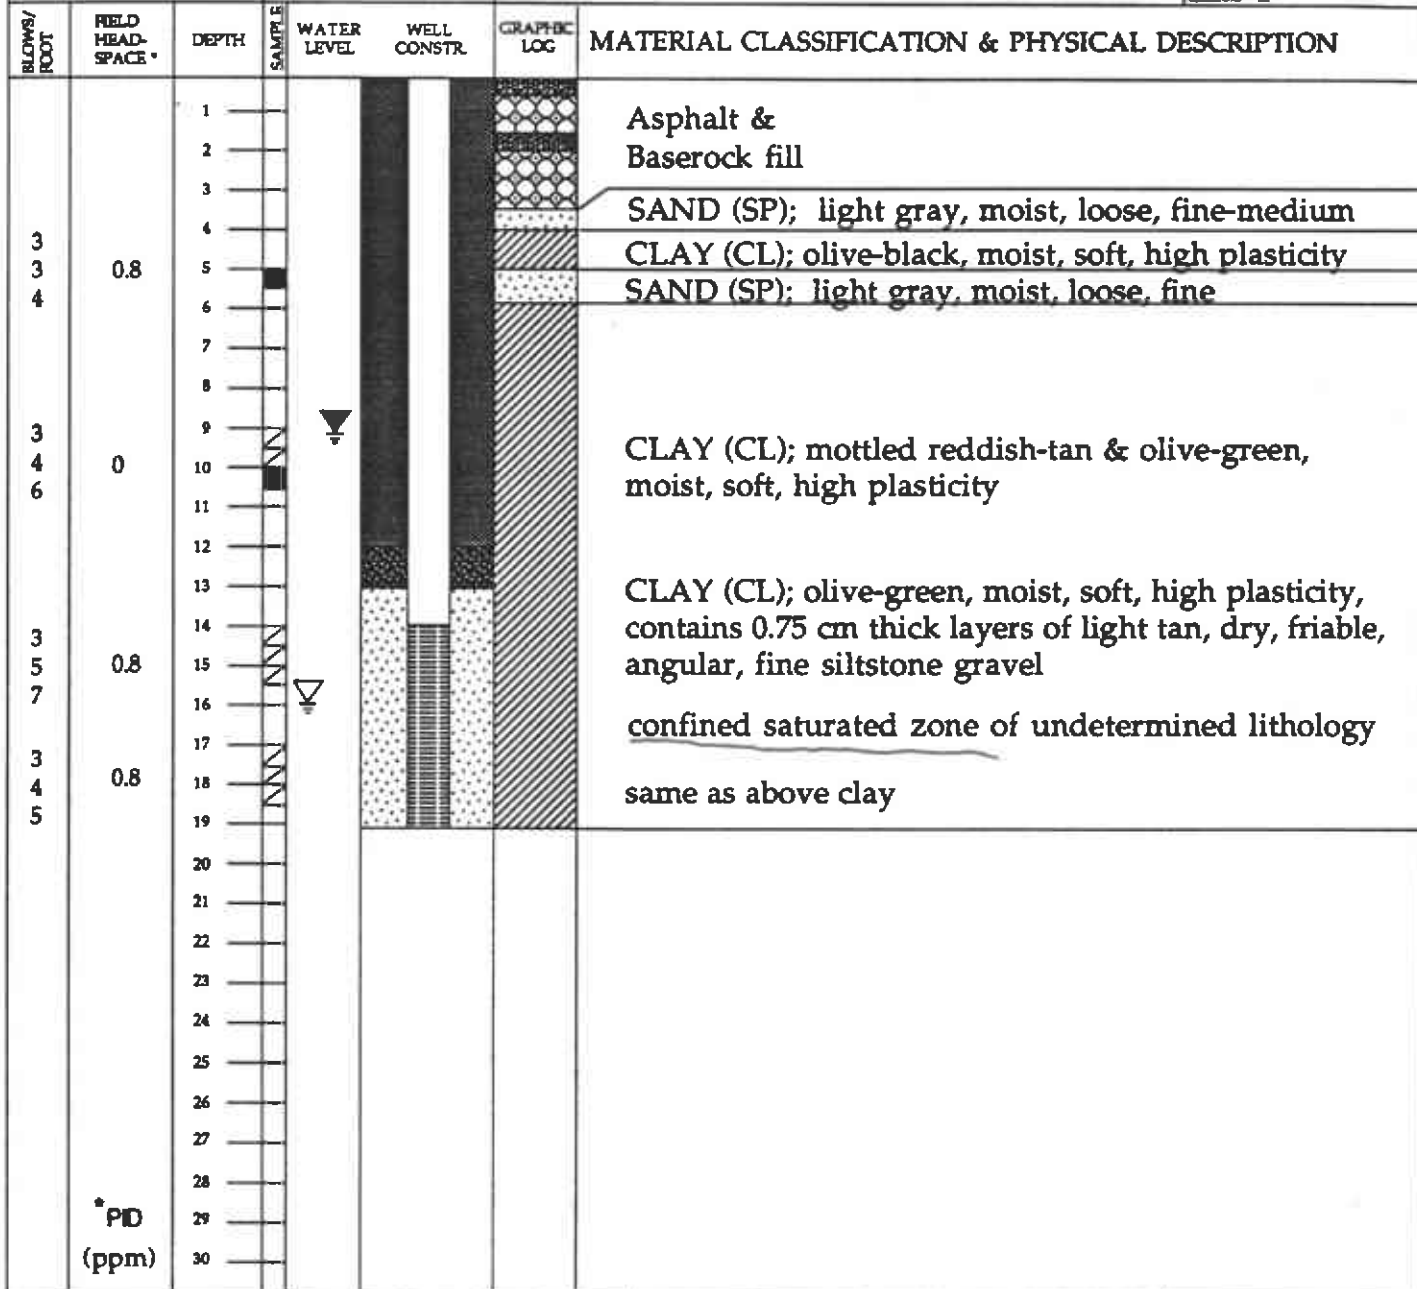 BLOWS/ FOOT
FIELD HEAD- SPACE *
DEPTH
SAMPLE
WATER LEVEL
WELL CONSTR.
GRAPHIC LOG
MATERIAL CLASSIFICATION & PHYSICAL DESCRIPTION
1
Asphalt &
2
Baserock fill
3
SAND (SP); light gray, moist, loose, fine-medium
4
3
CLAY (CL); olive-black, moist, soft, high plasticity
3
0.8
5
4
SAND (SP); light gray, moist, loose, fine
6
7
8
9
3
CLAY (CL); mottled reddish-tan & olive-green,
4
0
10
6
moist, soft, high plasticity
11
12
13
CLAY (CL); olive-green, moist, soft, high plasticity,
14
contains 0.75 cm thick layers of light tan, dry, friable,
3
5
0.8
15
angular, fine siltstone gravel
7
16
confined saturated zone of undetermined lithology
17
3
0.8
18
4
same as above clay
5
19
20
21
22
23
24
25
26
27
28
*PID
29
(ppm)
30